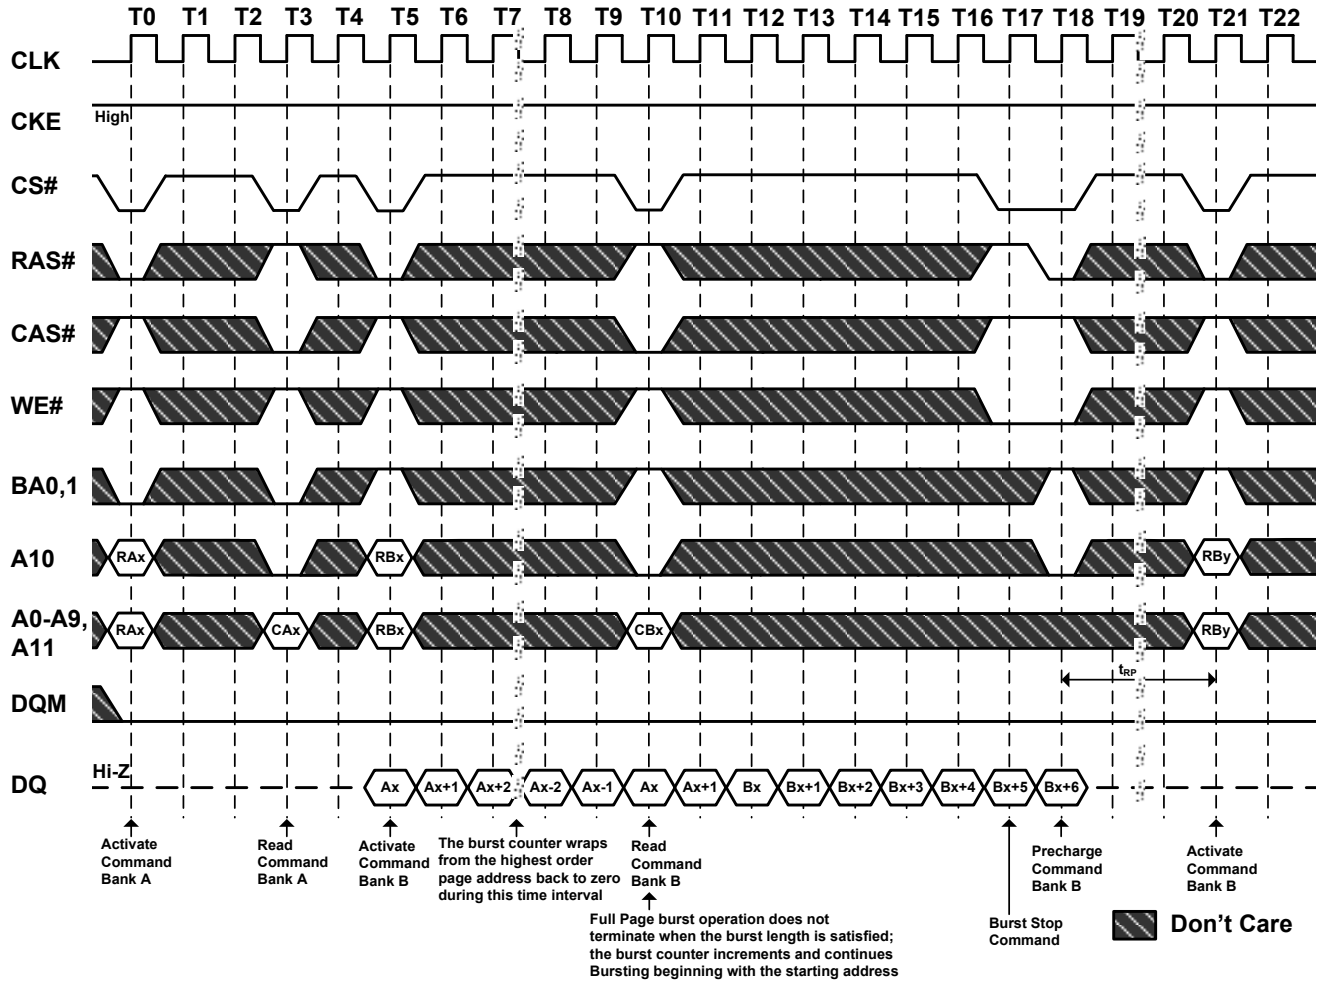 T0 T1 T2 T3 T4 T5 T6 T7 T8 T9 T10 T11 T12 T13 T14 T15 T16 T17 T18 T19 T20 T21 T22
CLK
CKE High
CS#
RAS#
CAS#
WE#
BA0,1
A10 RAx RBx RBy
A0-A9,
A11 RAx CAx RBx CBx RBy
tRP
DQM
Hi-Z
DQ Ax Ax+1 Ax+2 Ax-2 Ax-1 Ax Ax+1 Bx Bx+1 Bx+2 Bx+3 Bx+4 Bx+5 Bx+6
Activate
Command
Bank A
Read
Command
Bank A
Activate
Command
Bank B
The burst counter wraps
from the highest order
page address back to zero
during this time interval
Read
Command
Bank B
Full Page burst operation does not
terminate when the burst length is satisfied;
the burst counter increments and continues
Bursting beginning with the starting address
Burst Stop
Command
Precharge
Command
Bank B
Activate
Command
Bank B
Don't Care